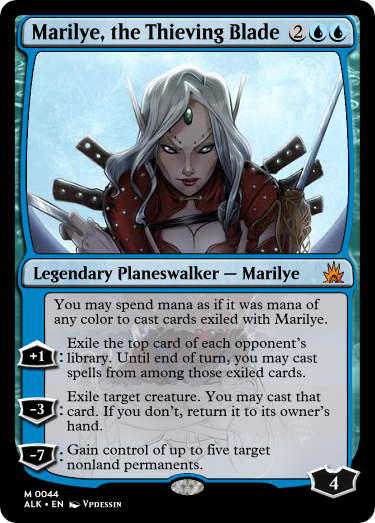 Marilye, the Thieving Blade 2
Legendary Planeswalker — Marilye
You may spend mana as if it was mana of
any color to cast cards exiled with Marilye.
+1: Exile the top card of each opponent's
library. Until end of turn, you may cast
spells from among those exiled cards.
-3: Exile target creature. You may cast that
card. If you don't, return it to its owner's
hand.
-7: Gain control of up to five target
nonland permanents.
4
M 0044
ALK • EN Vpdessin